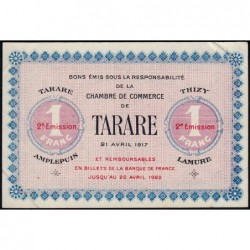 BONS ÉMIS SOUS LA RESPONSABILITÉ
DE LA
CHAMBRE DE COMMERCE
DE
TARARE
TARARE
THIZY
1
FRANC
2e Emission
1
FRANC
2e Emission
AMPLEPUIS
LAMURE
21 AVRIL 1917
ET REMBOURSABLES
EN BILLETS DE LA BANQUE DE FRANCE
JUSQU'AU 20 AVRIL 1922